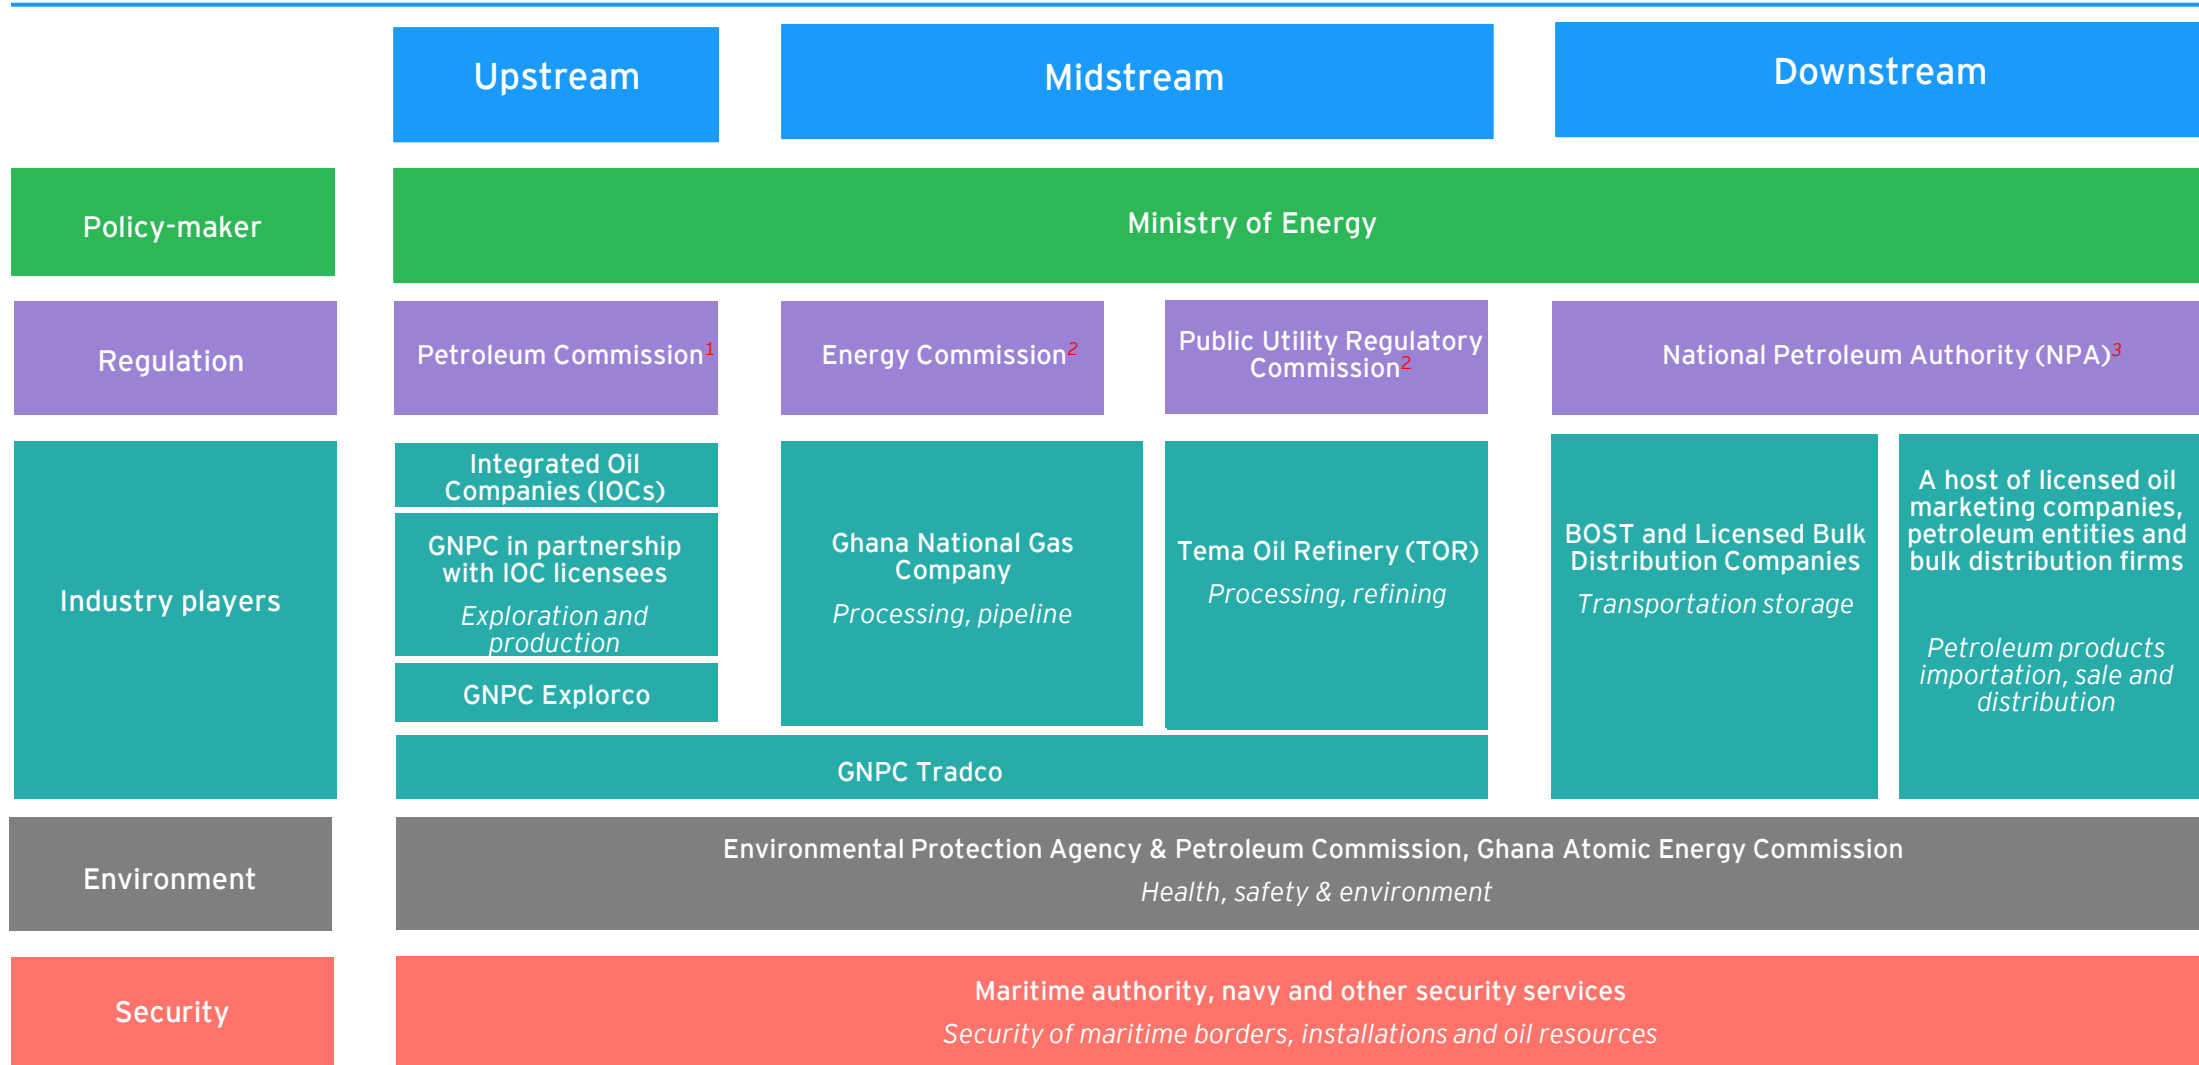 Upstream
Midstream
Downstream
Policy-maker
Ministry of Energy
Regulation
Petroleum Commission1
Energy Commission2
Public Utility Regulatory
Commission2
National Petroleum Authority (NPA)3
Industry players
Integrated Oil
Companies (IOCs)
GNPC in partnership
with IOC licensees
Exploration and
production
GNPC Explorco
Ghana National Gas
Company
Processing, pipeline
Tema Oil Refinery (TOR)
Processing, refining
GNPC Tradco
BOST and Licensed Bulk
Distribution Companies
Transportation storage
A host of licensed oil
marketing companies,
petroleum entities and
bulk distribution firms
Petroleum products
importation, sale and
distribution
Environment
Environmental Protection Agency & Petroleum Commission, Ghana Atomic Energy Commission
Health, safety & environment
Security
Maritime authority, navy and other security services
Security of maritime borders, installations and oil resources